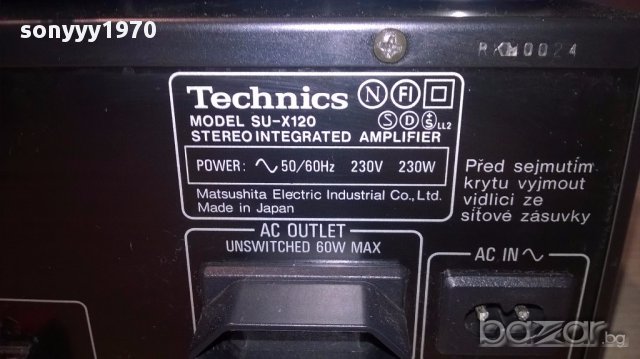 sonyyy1970
RKM0024
Technics N FI
MODEL SU-X120 S D S LL2
STEREO INTEGRATED AMPLIFIER
POWER: ∿ 50/60Hz 230V 230W
Matsushita Electric Industrial Co., Ltd.
Made in Japan
Před sejmutím
krytu vyjmout
vidlici ze
síťové zásuvky
AC OUTLET
UNSWITCHED 60W MAX
AC IN ∿
bazar.bg